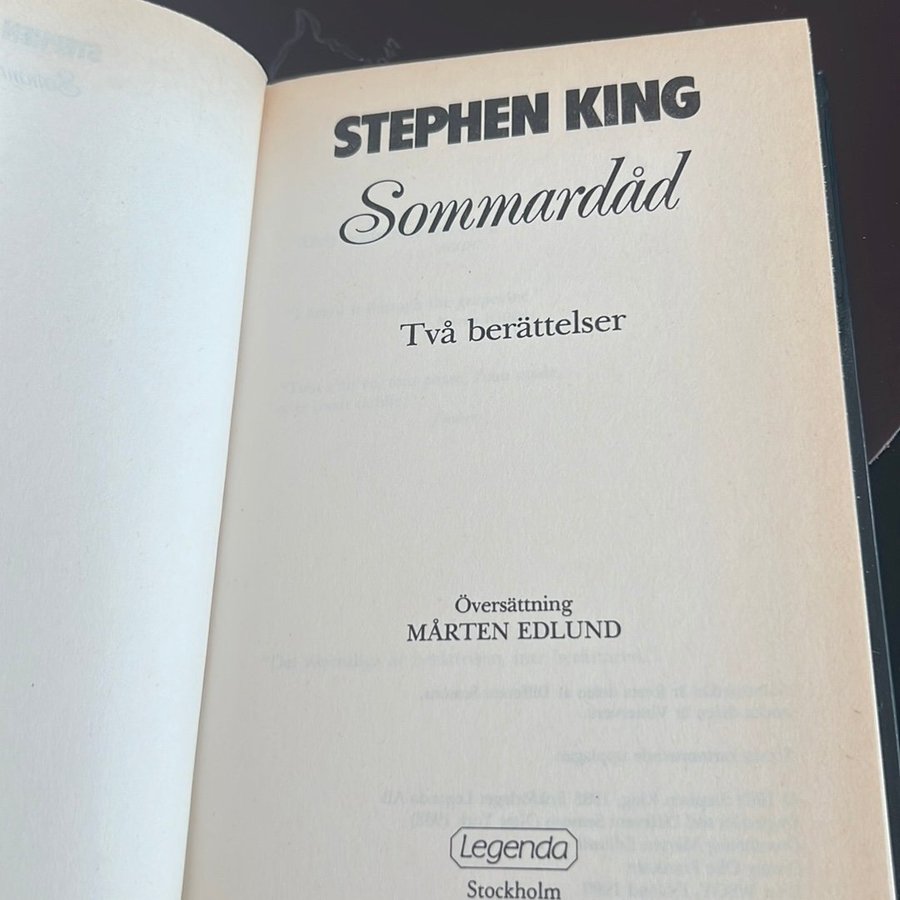 STEPHEN KING
Sommardåd
Två berättelser
Översättning
MÅRTEN EDLUND
Legenda
Stockholm